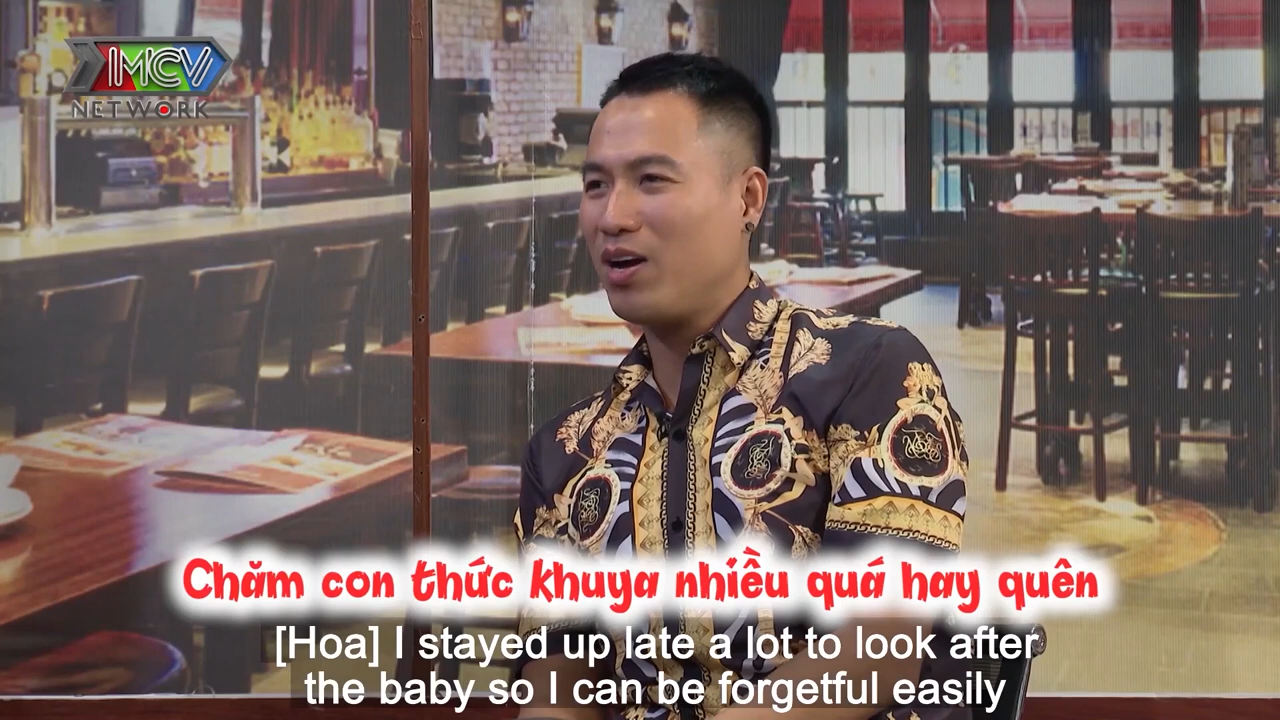 MCV
NETWORK
Chăm con thức khuya nhiều quá hay quên
[Hoa] I stayed up late a lot to look after
the baby so I can be forgetful easily